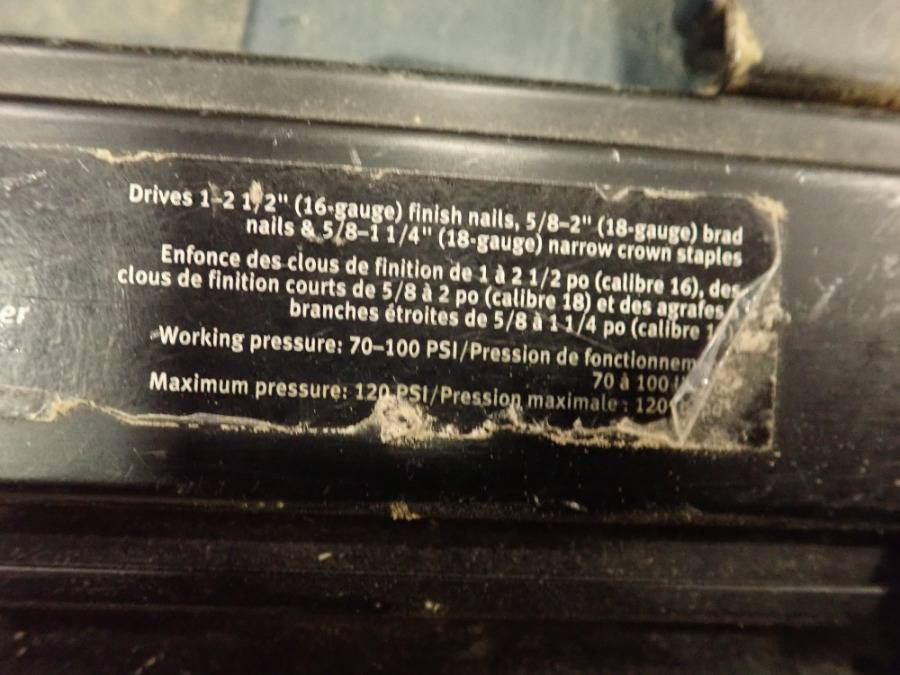 Drives 1-2 1/2" (16-gauge) finish nails, 5/8-2" (18-gauge) brad
nails & 5/8-1 1/4" (18-gauge) narrow crown staples
Enfonce des clous de finition de 1 à 2 1/2 po (calibre 16), des
clous de finition courts de 5/8 à 2 po (calibre 18) et des agrafes
branches étroites de 5/8 à 1 1/4 po (calibre
er
Working pressure: 70-100 PSI/Pression de fonctionnem
70 à 100
Maximum pressure: 120 PSI/Pression maximale : 120